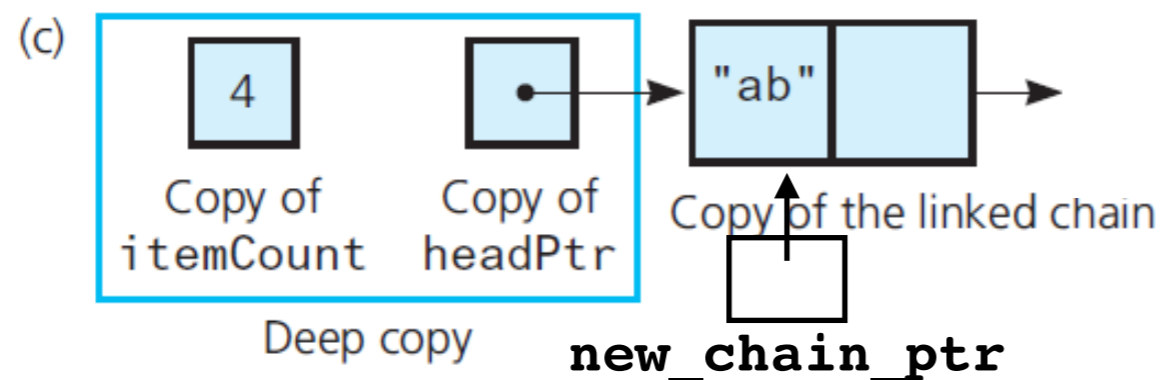 (c)
4
"ab"
Copy of
itemCount
Copy of
headPtr
Copy of the linked chain
Deep copy
new_chain_ptr